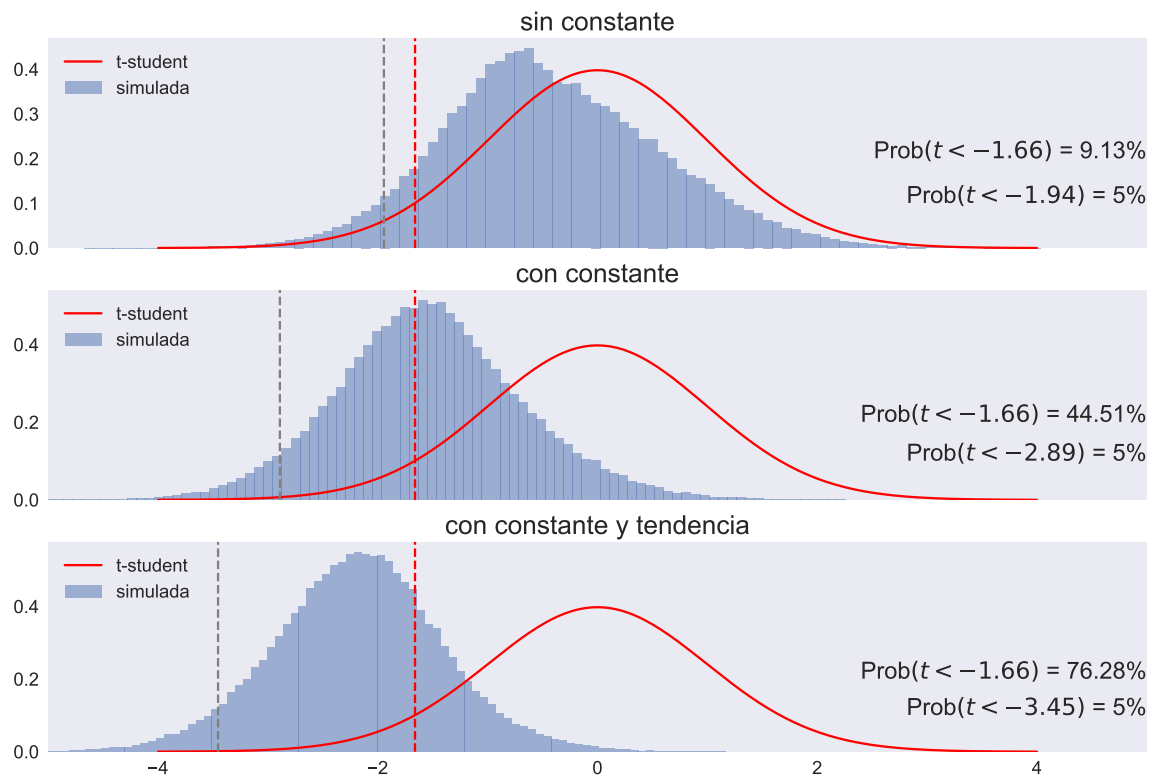 sin constante
t-student
simulada
0.4
0.3
0.2
0.1
0.0
Prob(t < −1.66) = 9.13%
Prob(t < −1.94) = 5%
con constante
t-student
simulada
0.4
0.2
0.0
Prob(t < −1.66) = 44.51%
Prob(t < −2.89) = 5%
con constante y tendencia
t-student
simulada
0.4
0.2
0.0
Prob(t < −1.66) = 76.28%
Prob(t < −3.45) = 5%
−4 −2 0 2 4